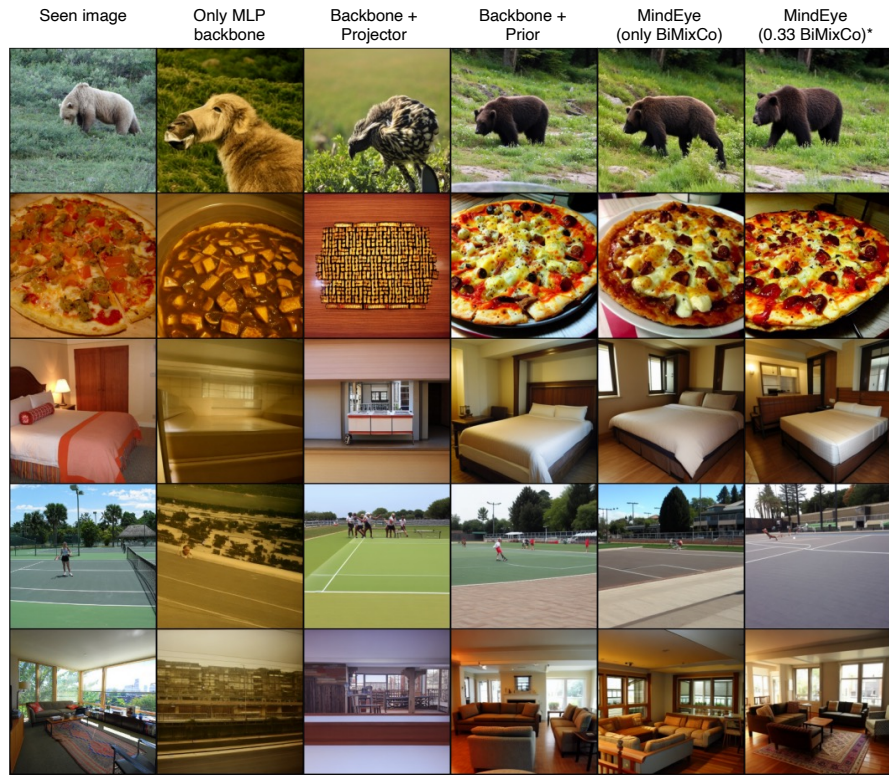 Seen image
Only MLP
backbone
Backbone +
Projector
Backbone +
Prior
MindEye
(only BiMixCo)
MindEye
(0.33 BiMixCo)*